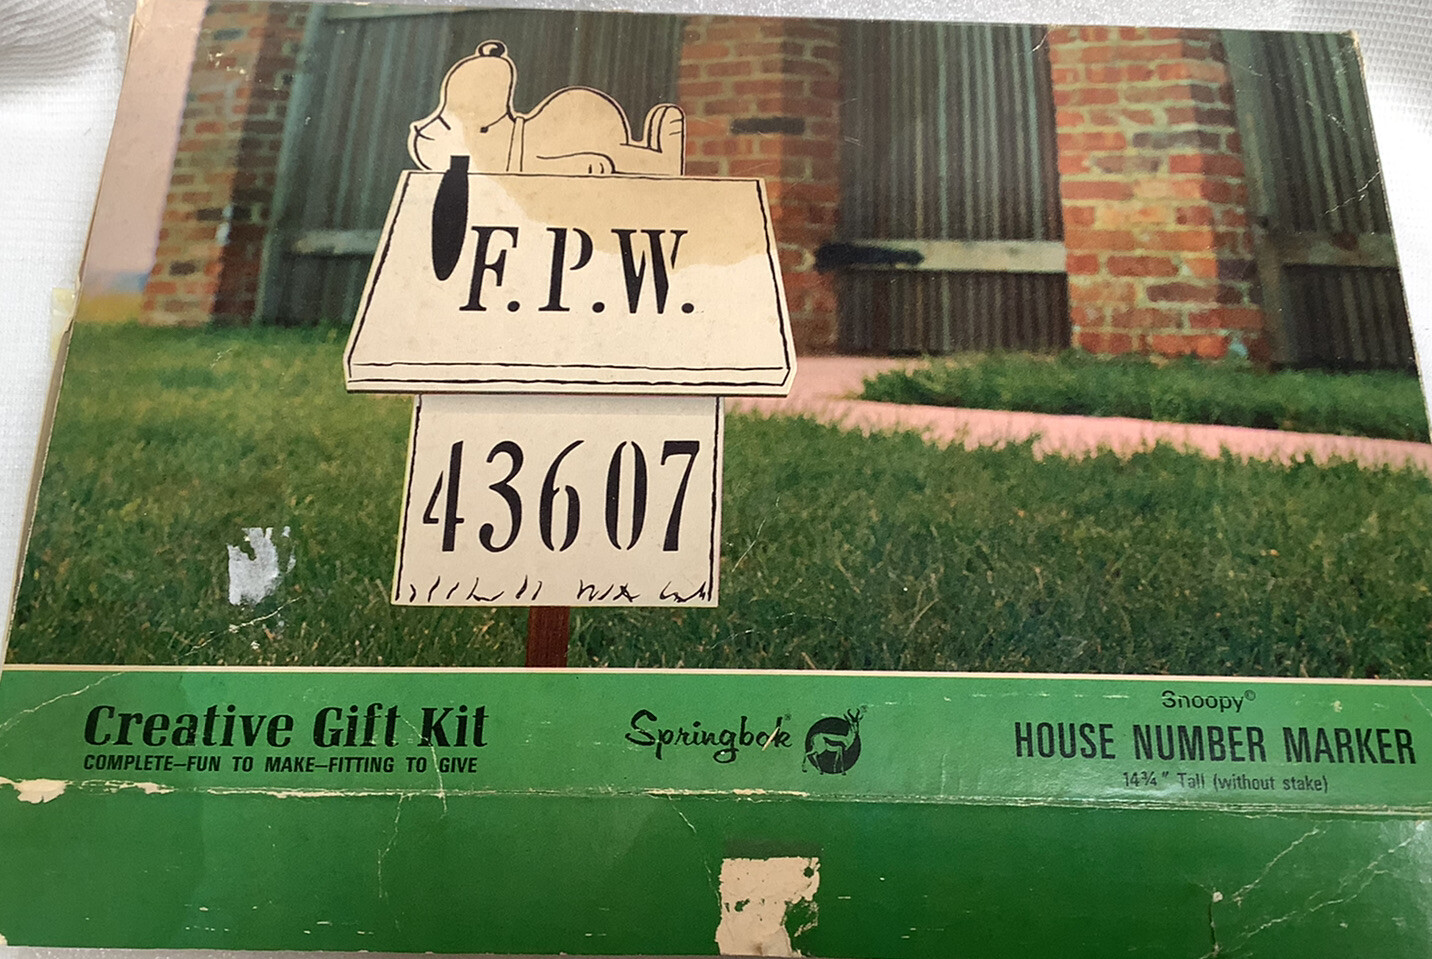 F.P.W.
43607
Creative Gift Kit
COMPLETE—FUN TO MAKE—FITTING TO GIVE
Springbok®
Snoopy©
HOUSE NUMBER MARKER
14¾" Tall (without stake)